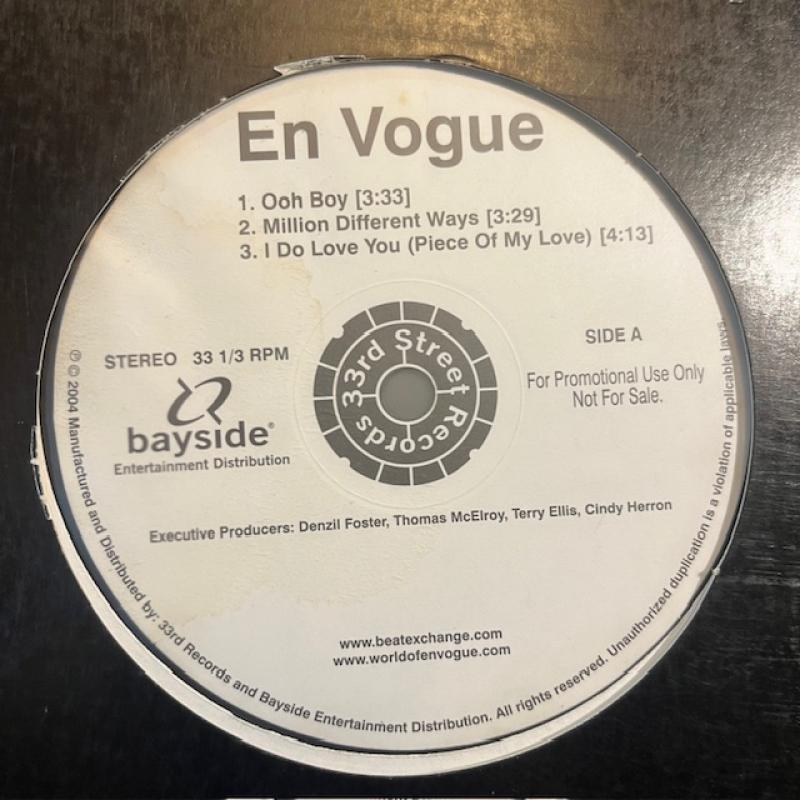 En Vogue
1. Ooh Boy [3:33]
2. Million Different Ways [3:29]
3. I Do Love You (Piece Of My Love) [4:13]
STEREO 33 1/3 RPM
bayside®
Entertainment Distribution
33rd Street Records
SIDE A
For Promotional Use Only
Not For Sale.
Executive Producers: Denzil Foster, Thomas McElroy, Terry Ellis, Cindy Herron
www.beatexchange.com
www.worldofenvogue.com
℗ © 2004 Manufactured and Distributed by: 33rd Records and Bayside Entertainment Distribution. All rights reserved. Unauthorized duplication is a violation of applicable laws.